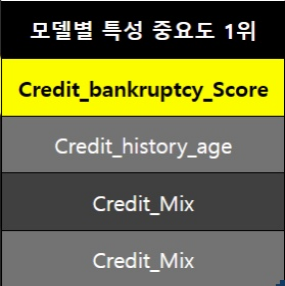 모델별 특성 중요도 1위
Credit_bankruptcy_Score
Credit_history_age
Credit_Mix
Credit_Mix